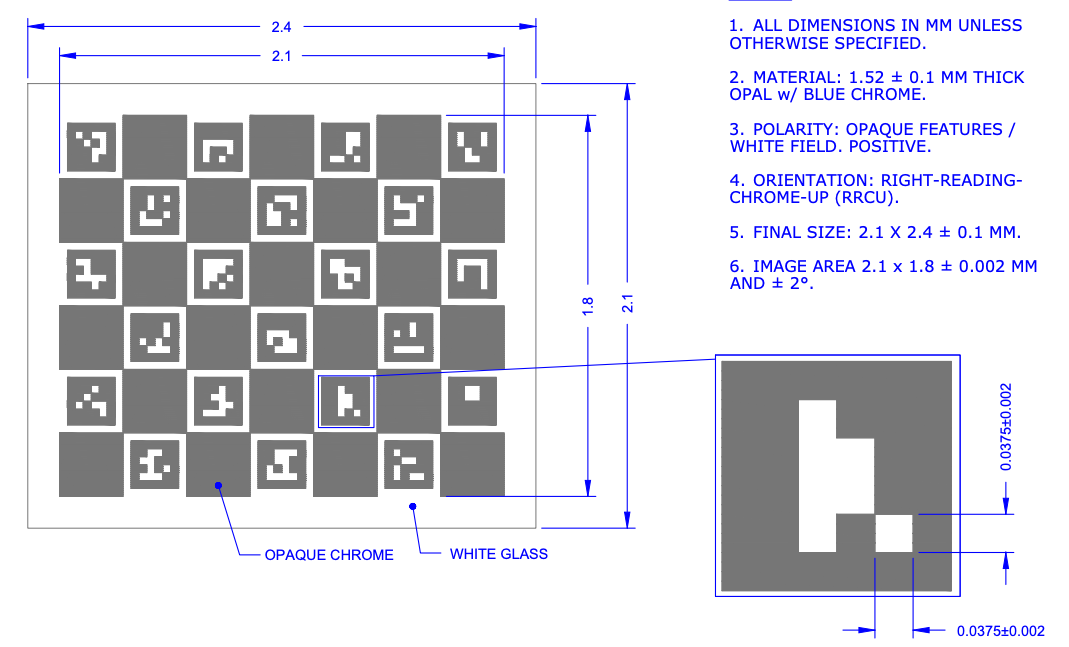 2.4
2.1
1. ALL DIMENSIONS IN MM UNLESS
OTHERWISE SPECIFIED.
2. MATERIAL: 1.52 ± 0.1 MM THICK
OPAL w/ BLUE CHROME.
3. POLARITY: OPAQUE FEATURES /
WHITE FIELD. POSITIVE.
4. ORIENTATION: RIGHT-READING-
CHROME-UP (RRCU).
5. FINAL SIZE: 2.1 X 2.4 ± 0.1 MM.
6. IMAGE AREA 2.1 x 1.8 ± 0.002 MM
AND ± 2°.
1.8
2.1
0.0375±0.002
OPAQUE CHROME
WHITE GLASS
0.0375±0.002